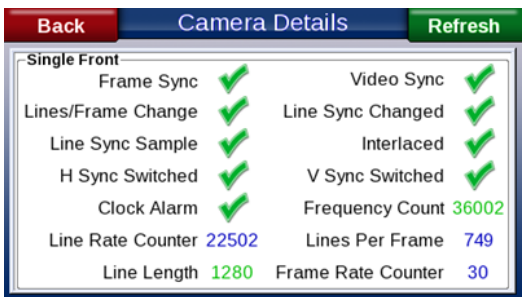 Back Camera Details Refresh
Single Front
Frame Sync Video Sync
Lines/Frame Change Line Sync Changed
Line Sync Sample Interlaced
H Sync Switched V Sync Switched
Clock Alarm Frequency Count 36002
Line Rate Counter 22502 Lines Per Frame 749
Line Length 1280 Frame Rate Counter 30